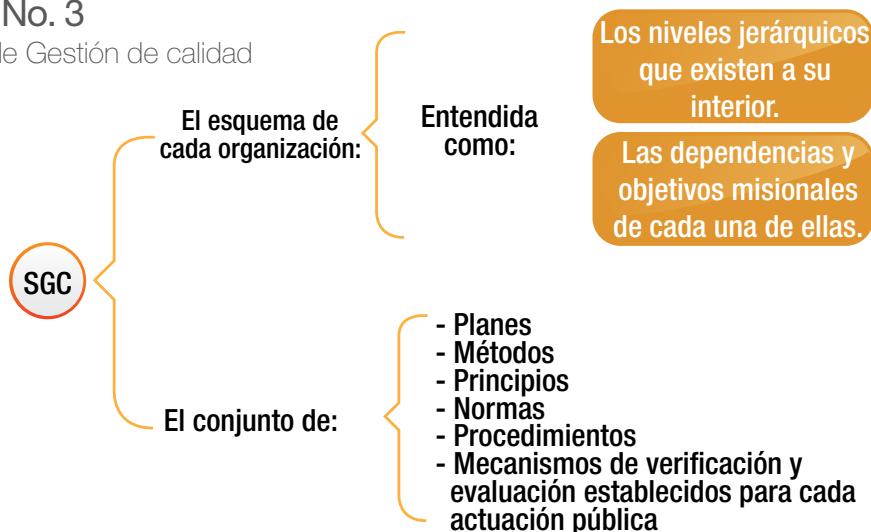 No. 3
de Gestión de calidad
El esquema de
cada organización:
Entendida
como:
Los niveles jerárquicos
que existen a su
interior.
Las dependencias y
objetivos misionales
de cada una de ellas.
SGC
El conjunto de:
- Planes
- Métodos
- Principios
- Normas
- Procedimientos
- Mecanismos de verificación y
evaluación establecidos para cada
actuación pública